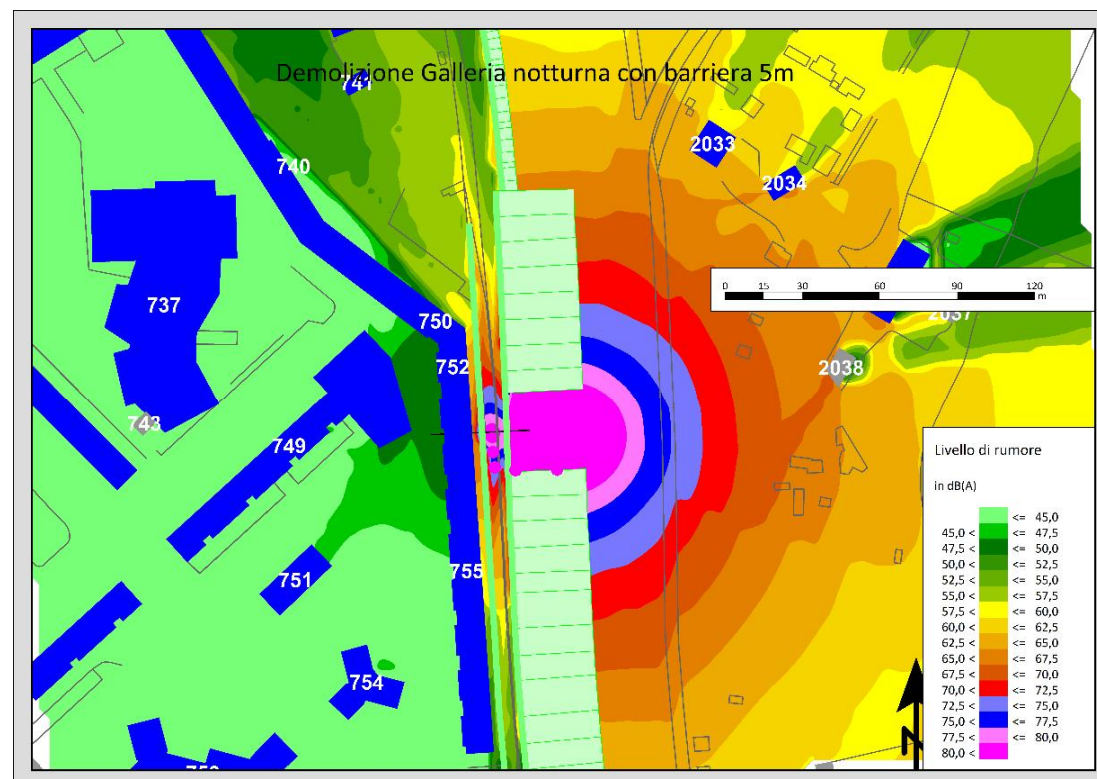 Demolizione Galleria notturna con barriera 5m
741
740
2033
2034
737
0 15 30 60 90 120
m
2037
750
752
2038
743
749
751
755
754
Livello di rumore
in dB(A)
<= 45,0
45,0 < <= 47,5
47,5 < <= 50,0
50,0 < <= 52,5
52,5 < <= 55,0
55,0 < <= 57,5
57,5 < <= 60,0
60,0 < <= 62,5
62,5 < <= 65,0
65,0 < <= 67,5
67,5 < <= 70,0
70,0 < <= 72,5
72,5 < <= 75,0
75,0 < <= 77,5
77,5 < <= 80,0
80,0 <